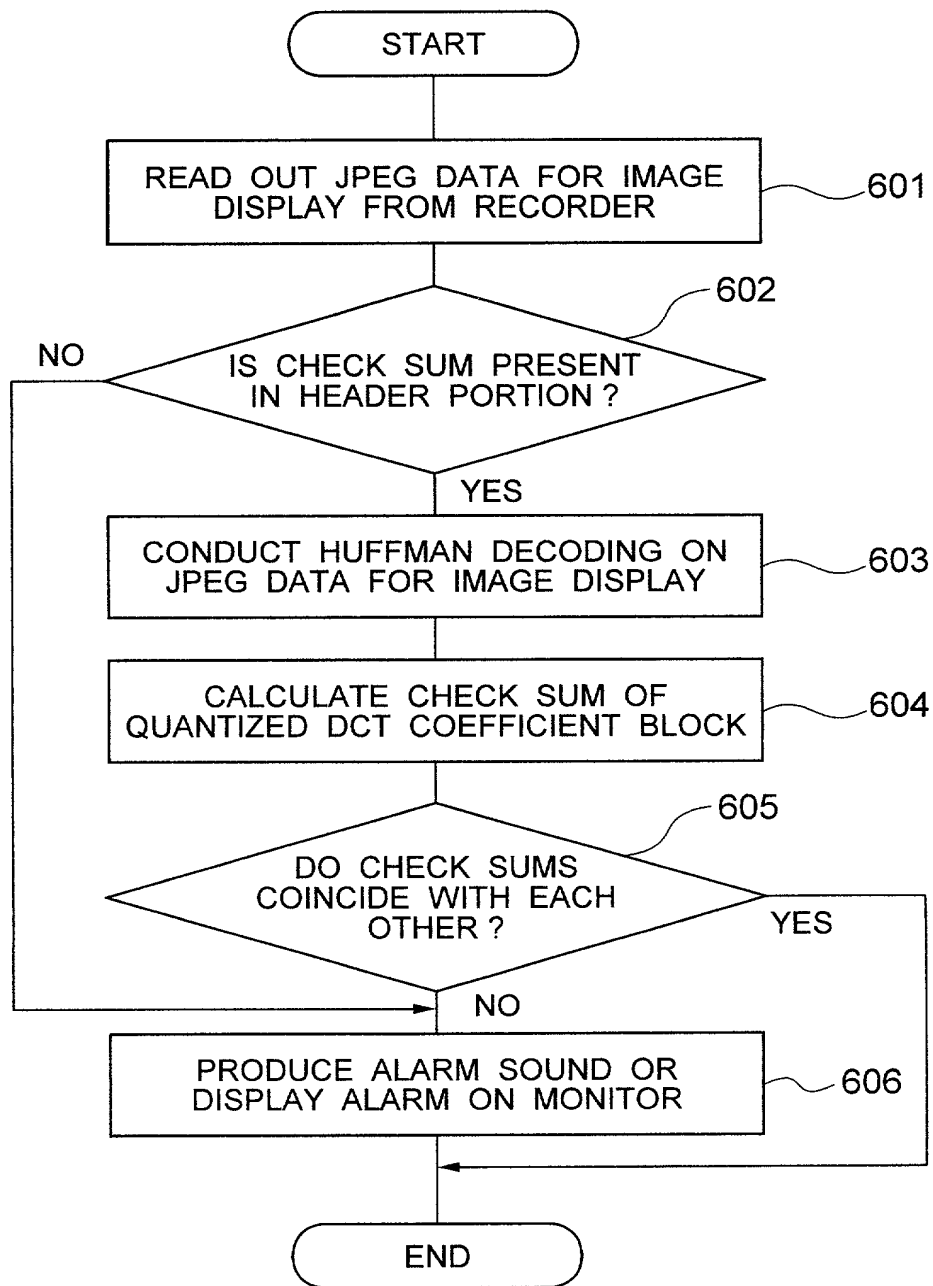 START
READ OUT JPEG DATA FOR IMAGE
DISPLAY FROM RECORDER
601
602
NO
IS CHECK SUM PRESENT
IN HEADER PORTION ?
YES
CONDUCT HUFFMAN DECODING ON
JPEG DATA FOR IMAGE DISPLAY
603
CALCULATE CHECK SUM OF
QUANTIZED DCT COEFFICIENT BLOCK
604
605
DO CHECK SUMS
COINCIDE WITH EACH
OTHER ?
YES
NO
PRODUCE ALARM SOUND OR
DISPLAY ALARM ON MONITOR
606
END